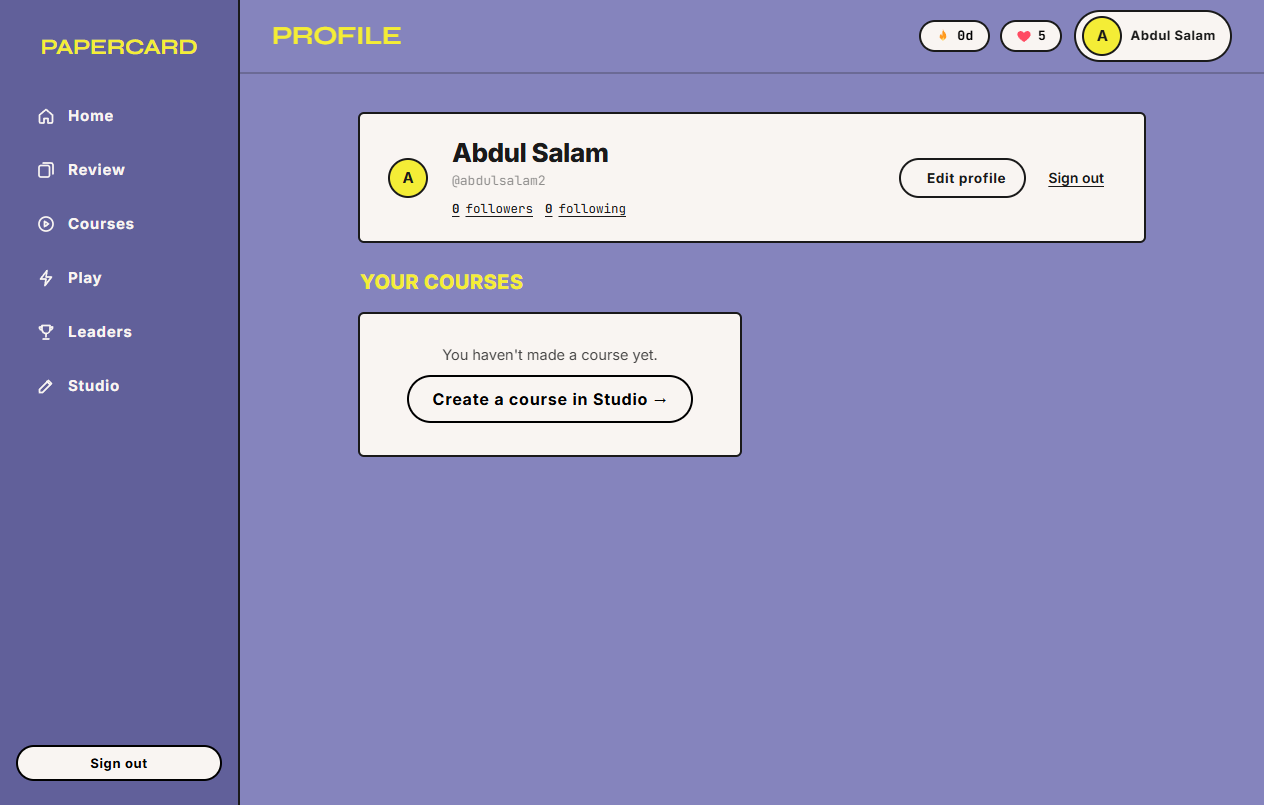 PAPERCARD
Home
Review
Courses
Play
Leaders
Studio
Sign out
PROFILE
0d
5
A
Abdul Salam
A
Abdul Salam
@abdulsalam2
0 followers 0 following
Edit profile
Sign out
YOUR COURSES
You haven't made a course yet.
Create a course in Studio →